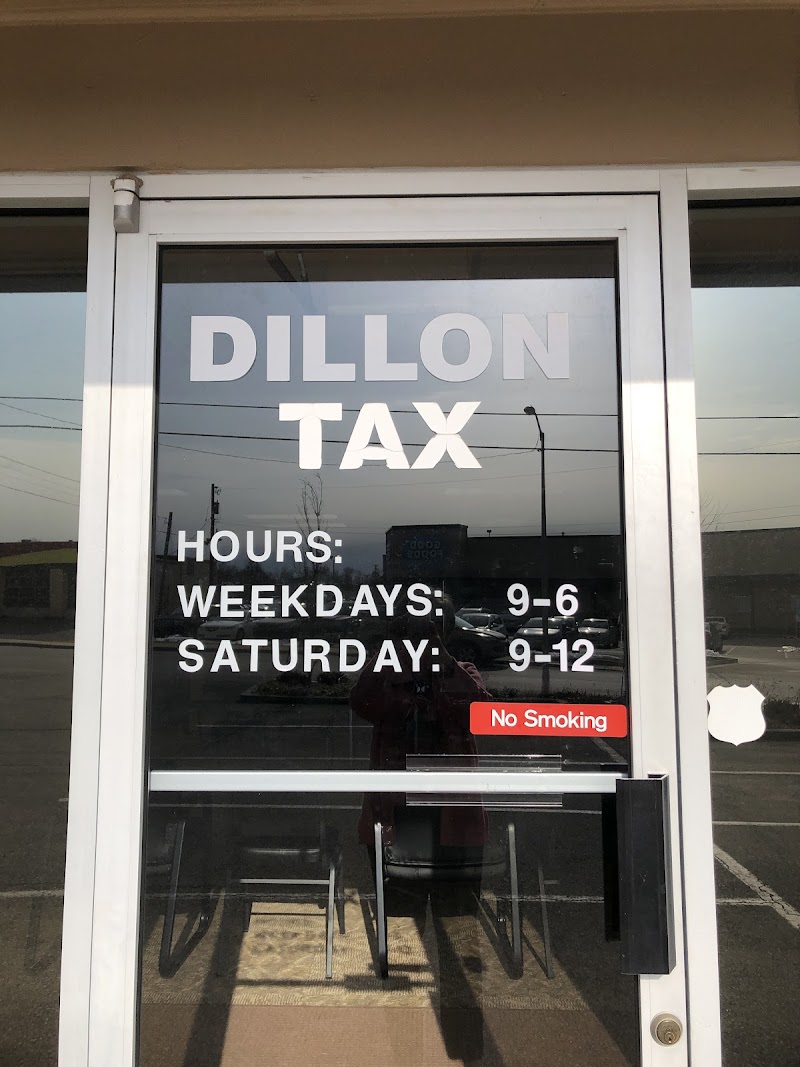 DILLON
TAX
HOURS:
WEEKDAYS: 9-6
SATURDAY: 9-12
No Smoking